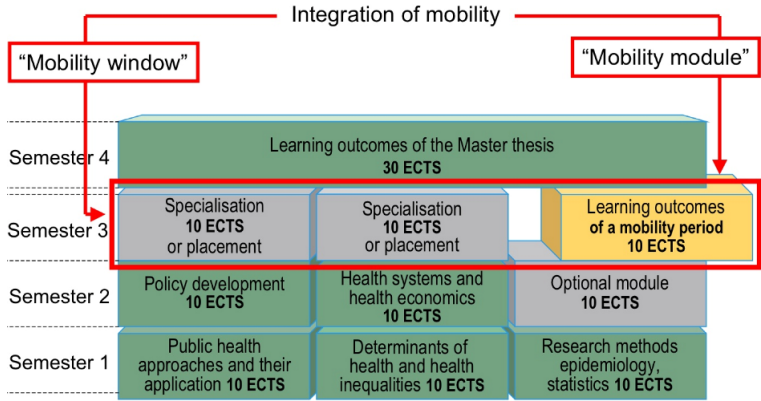 Integration of mobility
“Mobility window”
“Mobility module”
Semester 4
Learning outcomes of the Master thesis
30 ECTS
Semester 3
Specialisation
10 ECTS
or placement
Specialisation
10 ECTS
or placement
Learning outcomes
of a mobility period
10 ECTS
Semester 2
Policy development
10 ECTS
Health systems and
health economics
10 ECTS
Optional module
10 ECTS
Semester 1
Public health
approaches and their
application 10 ECTS
Determinants of
health and health
inequalities 10 ECTS
Research methods
epidemiology,
statistics 10 ECTS